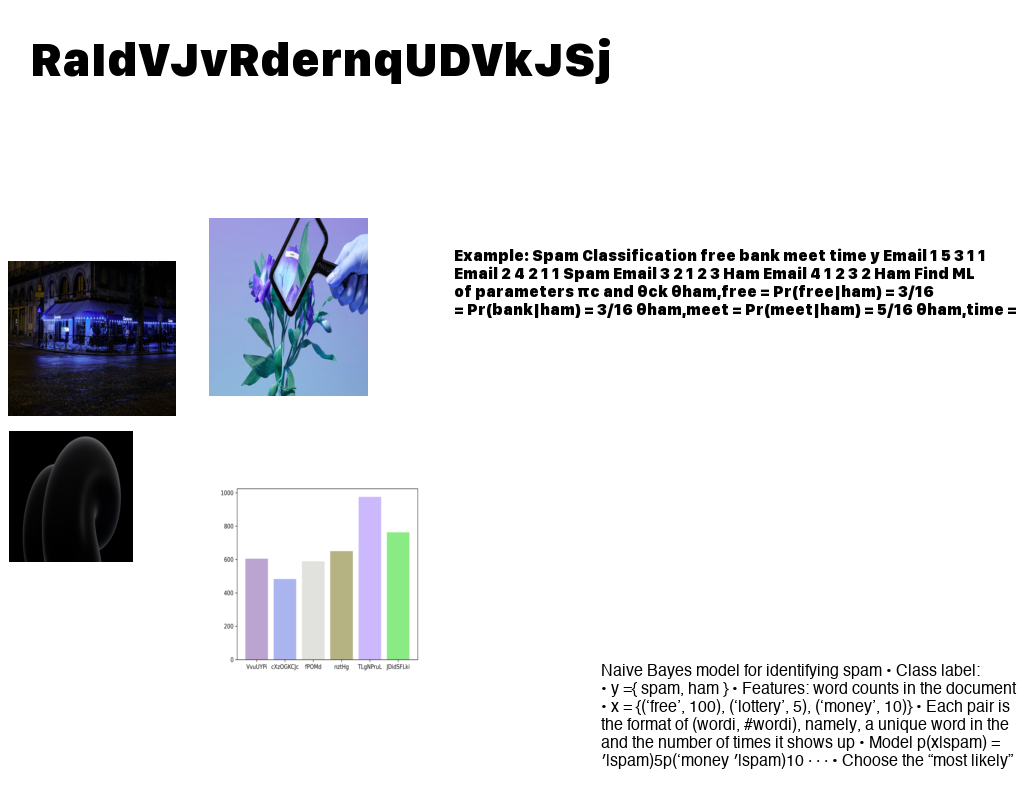 RaIdVJvRdernqUDVkJSj
Example: Spam Classification free bank meet time y Email 1 5 3 1 1
Email 2 4 2 1 1 Spam Email 3 2 1 2 3 Ham Email 4 1 2 3 2 Ham Find ML
of parameters πc and θck θham,free = Pr(free|ham) = 3/16
= Pr(bank|ham) = 3/16 θham,meet = Pr(meet|ham) = 5/16 θham,time =
1000
800
600
400
200
0
VvuUYPi cXzOGKCjc fPOMd nztHg TLgNPruL JDidSFLki
Naive Bayes model for identifying spam • Class label:
• y ={ spam, ham } • Features: word counts in the document
• x = {(‘free’, 100), (‘lottery’, 5), (‘money’, 10)} • Each pair is
the format of (wordi, #wordi), namely, a unique word in the
and the number of times it shows up • Model p(x|spam) =
′|spam)5p(‘money ′|spam)10 · · · • Choose the “most likely”